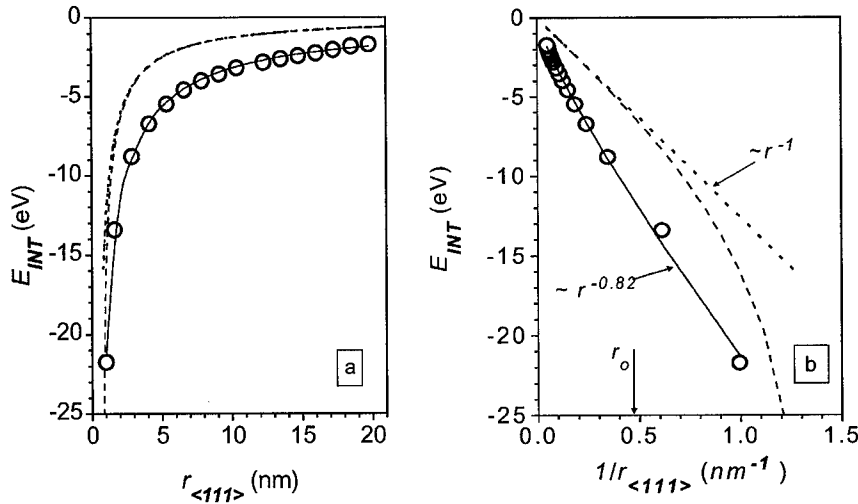 0
-5
-10
-15
-20
-25
E_INT (eV)
0 5 10 15 20
r<111> (nm)
a
0
-5
-10
-15
-20
-25
E_INT (eV)
0.0 0.5 1.0 1.5
1/r<111> (nm⁻¹)
~ r⁻¹
~ r⁻⁰·⁸²
r_o
b